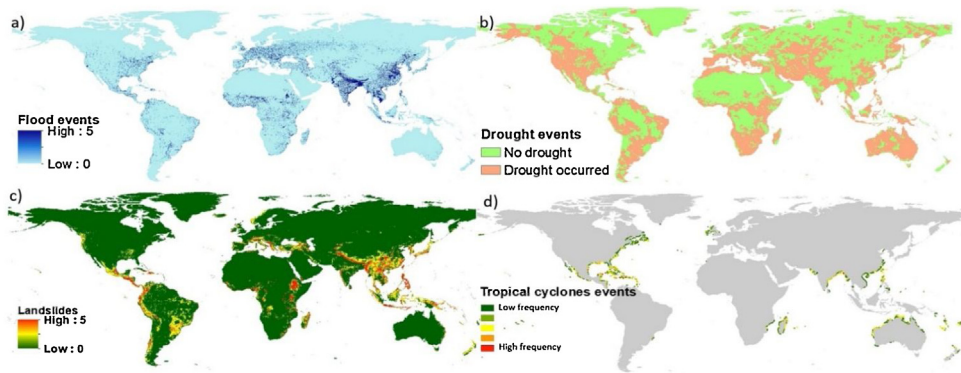 a)
Flood events
High : 5
Low : 0
b)
Drought events
No drought
Drought occurred
c)
Landslides
High : 5
Low : 0
d)
Tropical cyclones events
Low frequency
High frequency